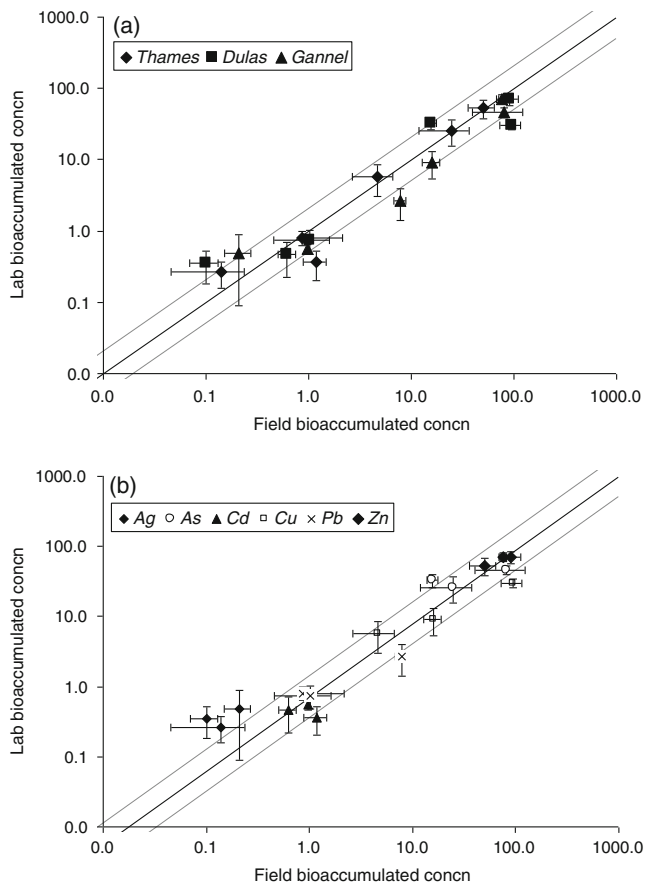 (a)
◆ Thames ■ Dulas ▲ Gannel
Lab bioaccumulated concn
1000.0
100.0
10.0
1.0
0.1
0.0
0.0 0.1 1.0 10.0 100.0 1000.0
Field bioaccumulated concn
(b)
◆ Ag ○ As ▲ Cd □ Cu × Pb ◆ Zn
Lab bioaccumulated concn
1000.0
100.0
10.0
1.0
0.1
0.0
0.0 0.1 1.0 10.0 100.0 1000.0
Field bioaccumulated concn